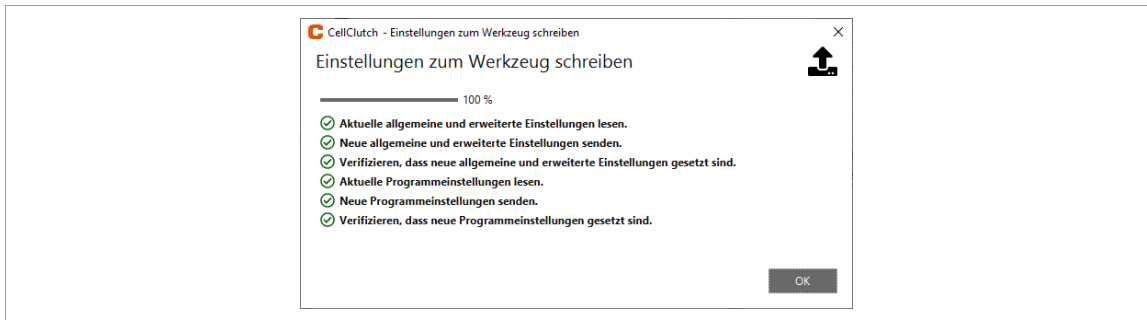 CellClutch - Einstellungen zum Werkzeug schreiben
Einstellungen zum Werkzeug schreiben
100 %
Aktuelle allgemeine und erweiterte Einstellungen lesen.
Neue allgemeine und erweiterte Einstellungen senden.
Verifizieren, dass neue allgemeine und erweiterte Einstellungen gesetzt sind.
Aktuelle Programmeinstellungen lesen.
Neue Programmeinstellungen senden.
Verifizieren, dass neue Programmeinstellungen gesetzt sind.
OK